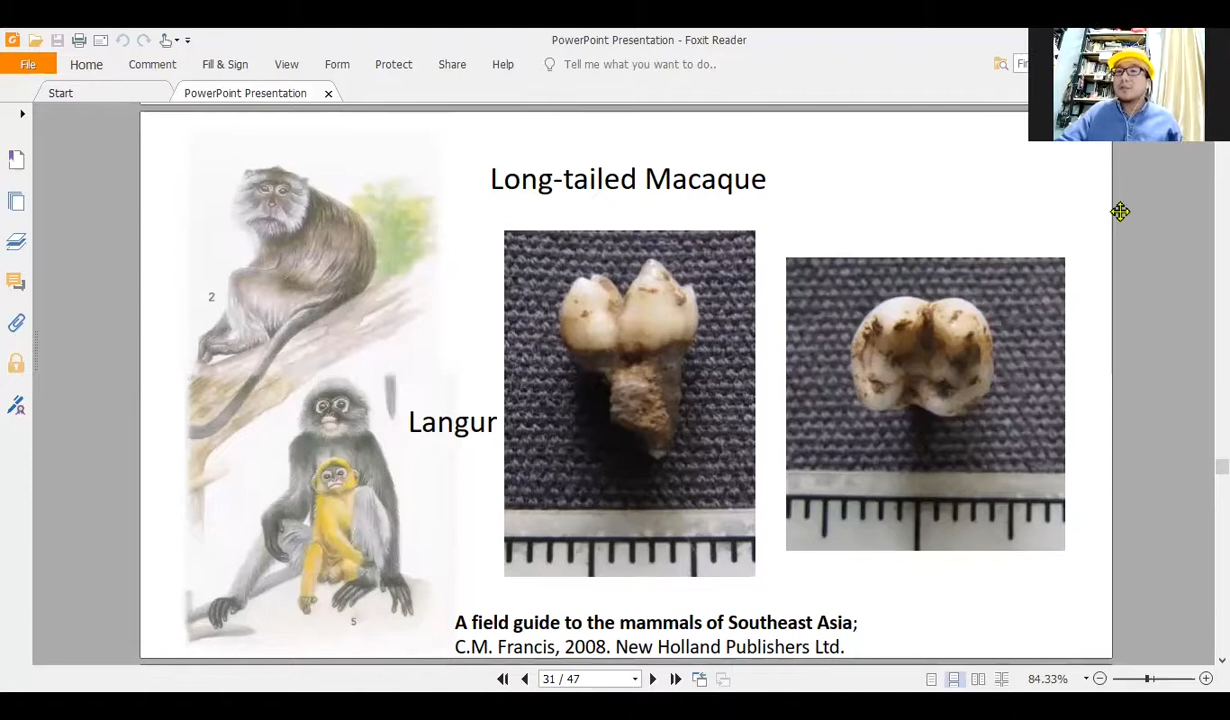 PowerPoint Presentation - Foxit Reader
File Home Comment Fill & Sign View Form Protect Share Help Tell me what you want to do..
Start PowerPoint Presentation
Long-tailed Macaque
2
Langur
5
A field guide to the mammals of Southeast Asia;
C.M. Francis, 2008. New Holland Publishers Ltd.
31 / 47 84.33%